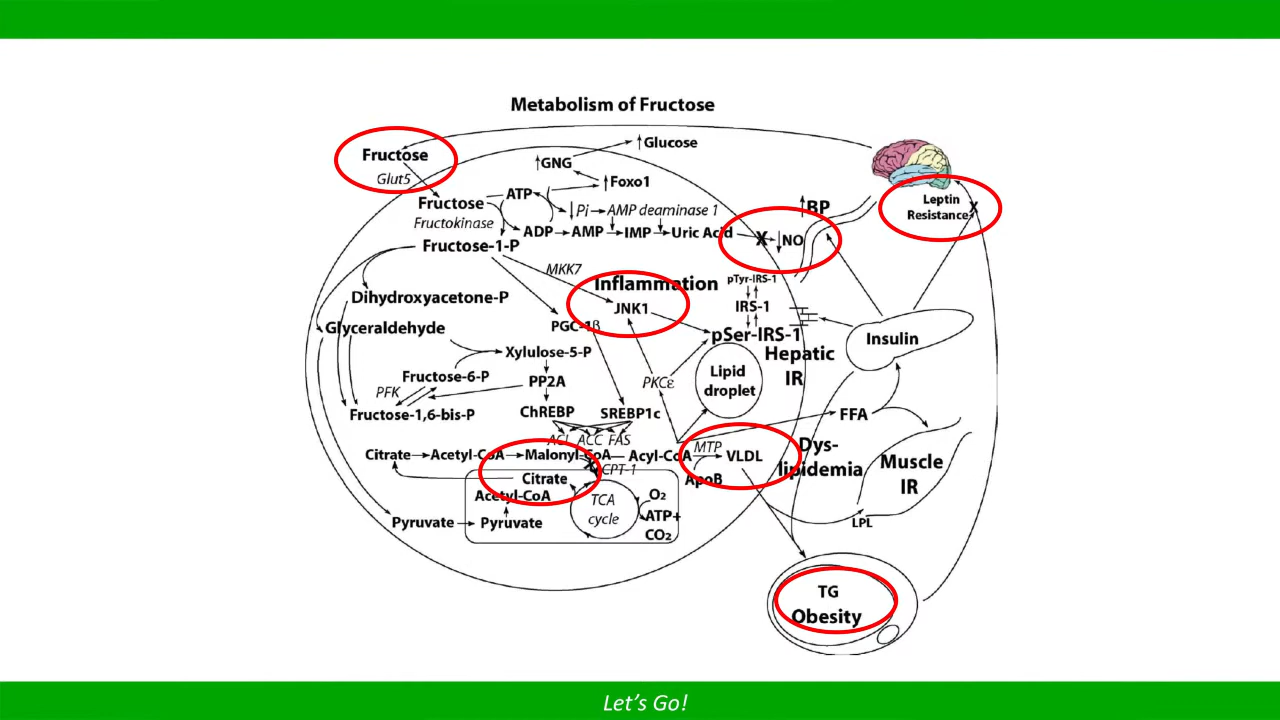 Metabolism of Fructose
Fructose
Glut5
↑GNG
↑Glucose
↑Foxo1
Fructose
ATP
Fructokinase
↓Pi→AMP deaminase 1
ADP→AMP→IMP→Uric Acid
X
↓NO
↑BP
Leptin
Resistance
X
Fructose-1-P
MKK7
Inflammation
JNK1
pTyr-IRS-1
IRS-1
pSer-IRS-1
Hepatic
IR
Insulin
Dihydroxyacetone-P
Glyceraldehyde
PGC-1β
Xylulose-5-P
Fructose-6-P
PFK
PP2A
PKCε
Lipid
droplet
Fructose-1,6-bis-P
ChREBP
SREBP1c
FFA
ACL ACC FAS
Citrate→Acetyl-CoA→Malonyl-CoA—Acyl-CoA
MTP
VLDL
ApoB
Dys-
lipidemia
Muscle
IR
X
CPT-1
Citrate
Acetyl-CoA
TCA
cycle
O₂
ATP+
CO₂
Pyruvate→Pyruvate
LPL
TG
Obesity
Let's Go!